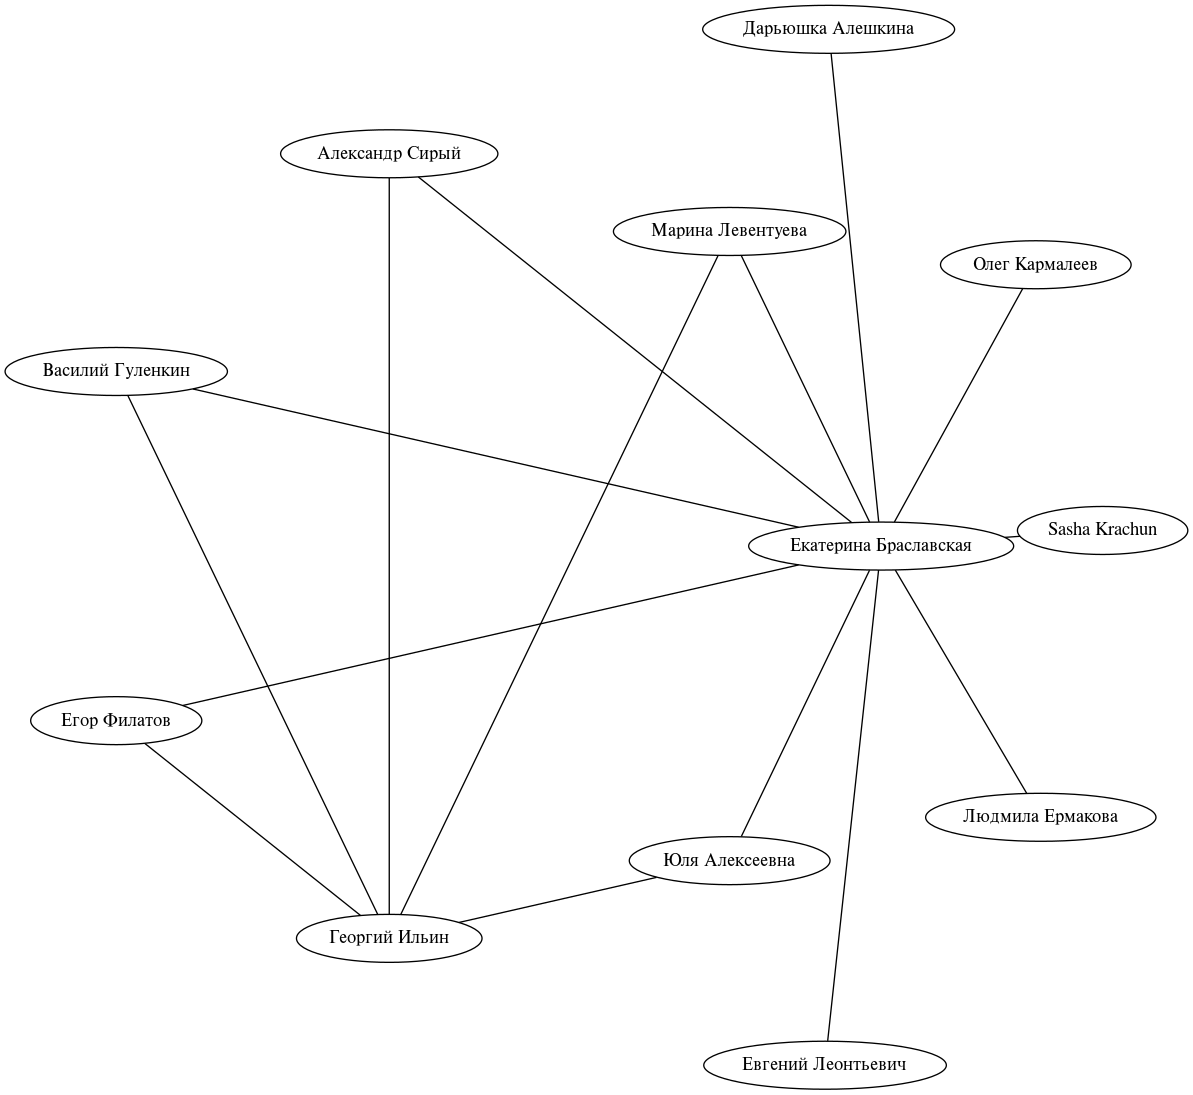 Дарьюшка Алешкина
Александр Сирый
Марина Левентуева
Олег Кармалеев
Василий Гуленкин
Sasha Krachun
Екатерина Браславская
Егор Филатов
Людмила Ермакова
Юля Алексеевна
Георгий Ильин
Евгений Леонтьевич